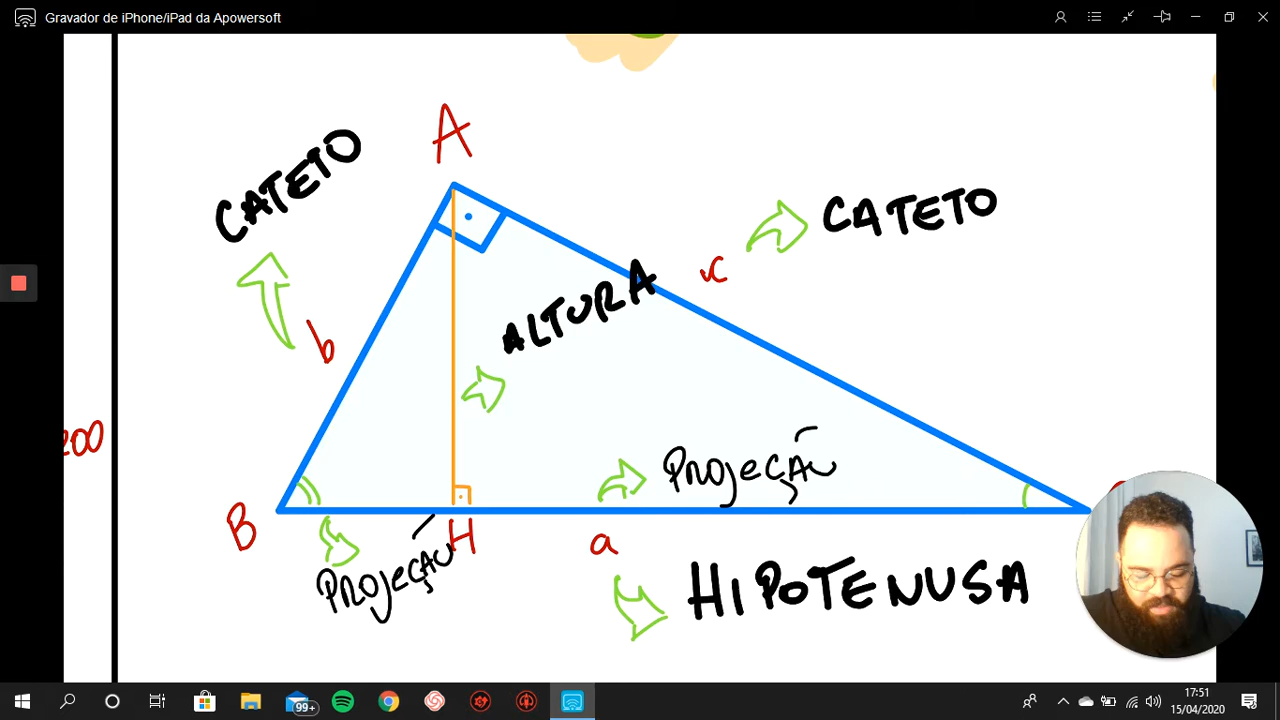 Gravador de iPhone/iPad da Apowersoft
A
CATETO
CATETO
c
ALTURA
b
200
PROJEÇÃO
B
H
a
PROJEÇÃO
HIPOTENUSA
99+
17:51
15/04/2020